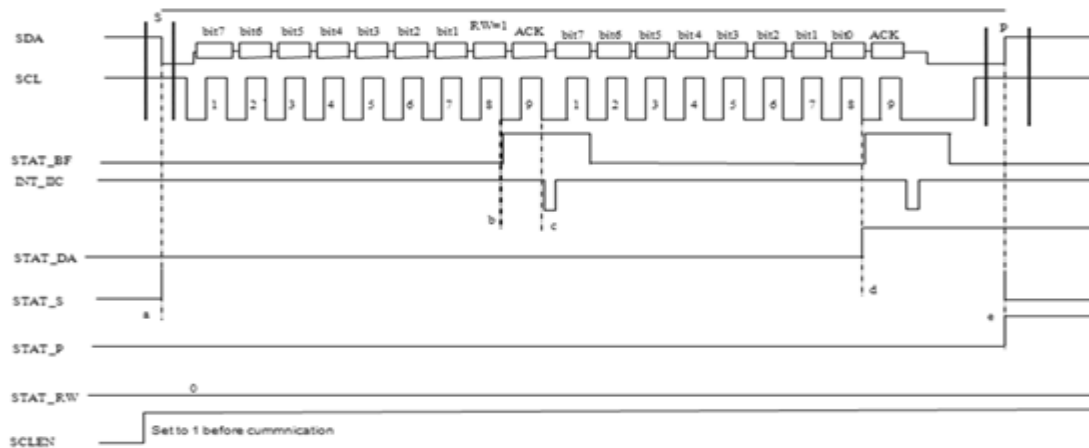 S P
bit7 bit6 bit5 bit4 bit3 bit2 bit1 RW=1 ACK bit7 bit6 bit5 bit4 bit3 bit2 bit1 bit0 ACK
SDA
SCL
1 2 3 4 5 6 7 8 9 1 2 3 4 5 6 7 8 9
STAT_BF
INT_IIC
b c
STAT_DA
d
STAT_S
a e
STAT_P
0
STAT_RW
Set to 1 before cummnication
SCLEN